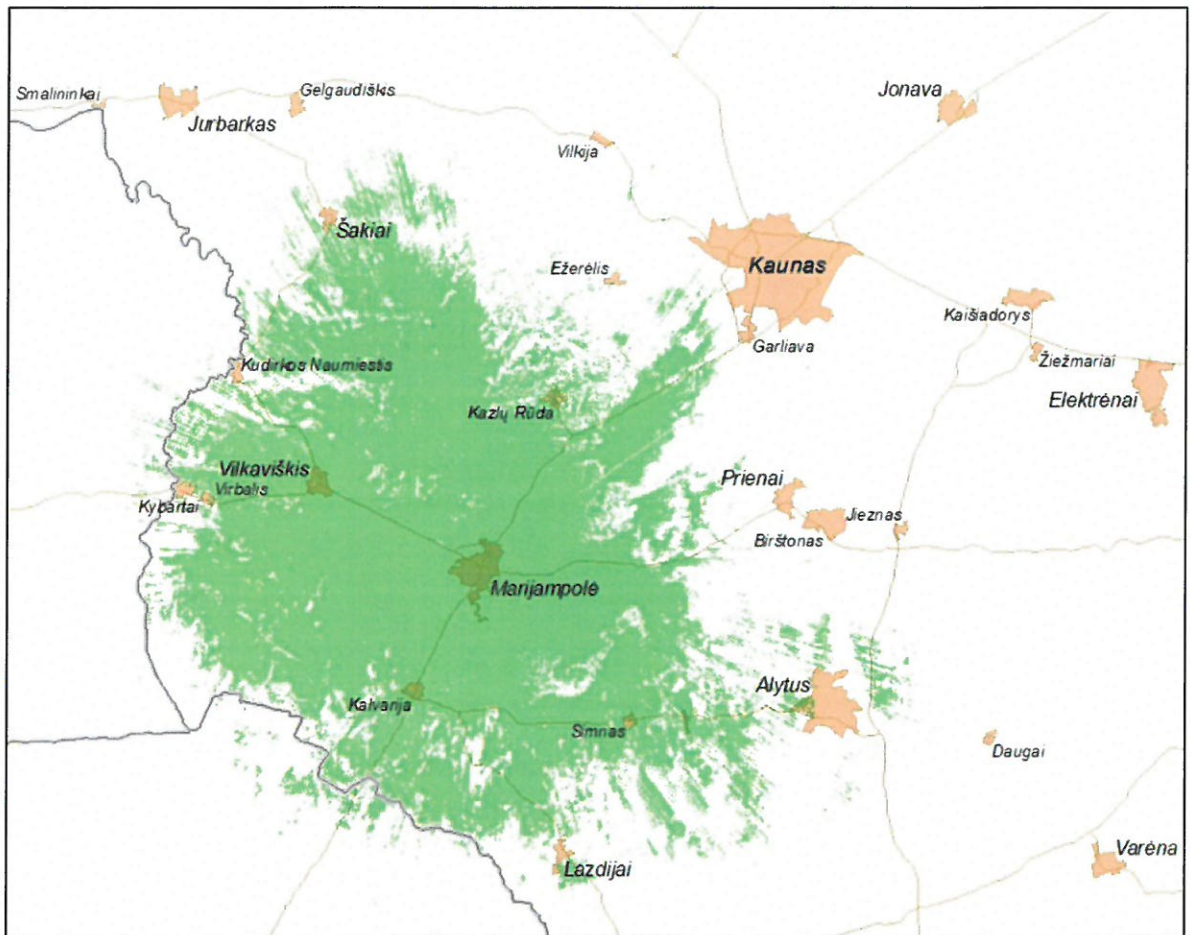 Smalininkai
Gelgaudiškis
Jonava
Jurbarkas
Vilkija
Šakiai
Kaunas
Ežerėlis
Kaišiadorys
Garliava
Žiežmariai
Kudirkos Naumiestis
Elektrėnai
Kazlų Rūda
Vilkaviškis
Prienai
Virbalis
Kybartai
Jieznas
Birštonas
Marijampolė
Alytus
Kalvarija
Simnas
Daugai
Varėna
Lazdijai